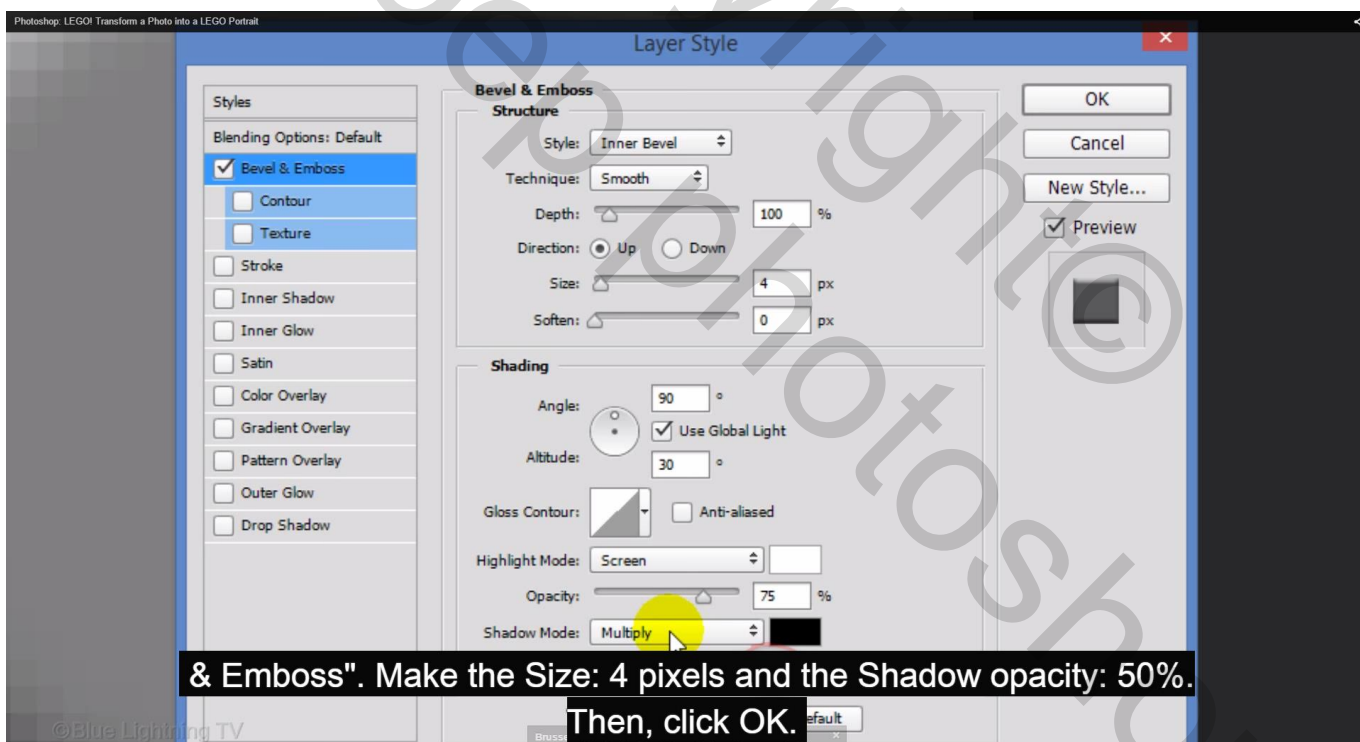 Photoshop: LEGO! Transform a Photo into a LEGO Portrait
Layer Style
Styles
Blending Options: Default
Bevel & Emboss
Contour
Texture
Stroke
Inner Shadow
Inner Glow
Satin
Color Overlay
Gradient Overlay
Pattern Overlay
Outer Glow
Drop Shadow
Bevel & Emboss
Structure
Style: Inner Bevel
Technique: Smooth
Depth: 100 %
Direction: Up Down
Size: 4 px
Soften: 0 px
Shading
Angle: 90 °
Use Global Light
Altitude: 30 °
Gloss Contour: Anti-aliased
Highlight Mode: Screen
Opacity: 75 %
Shadow Mode: Multiply
OK
Cancel
New Style...
Preview
& Emboss". Make the Size: 4 pixels and the Shadow opacity: 50%.
Then, click OK.
©Blue Lightning TV